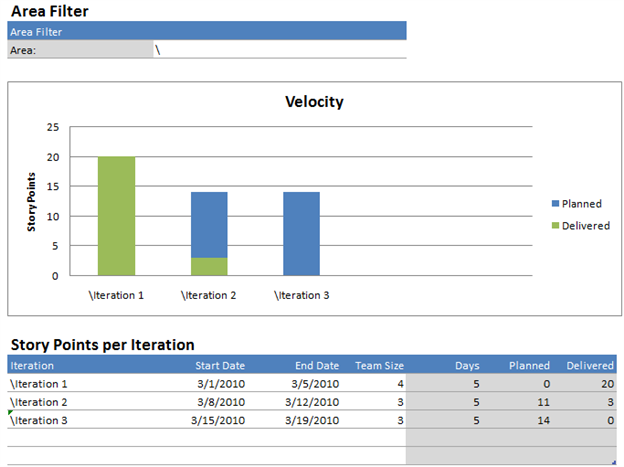 Area Filter
Area Filter
Area: \
Velocity
25
20
15
10
5
0
Story Points
\Iteration 1 \Iteration 2 \Iteration 3
Planned
Delivered
Story Points per Iteration
Iteration Start Date End Date Team Size Days Planned Delivered
\Iteration 1 3/1/2010 3/5/2010 4 5 0 20
\Iteration 2 3/8/2010 3/12/2010 3 5 11 3
\Iteration 3 3/15/2010 3/19/2010 3 5 14 0